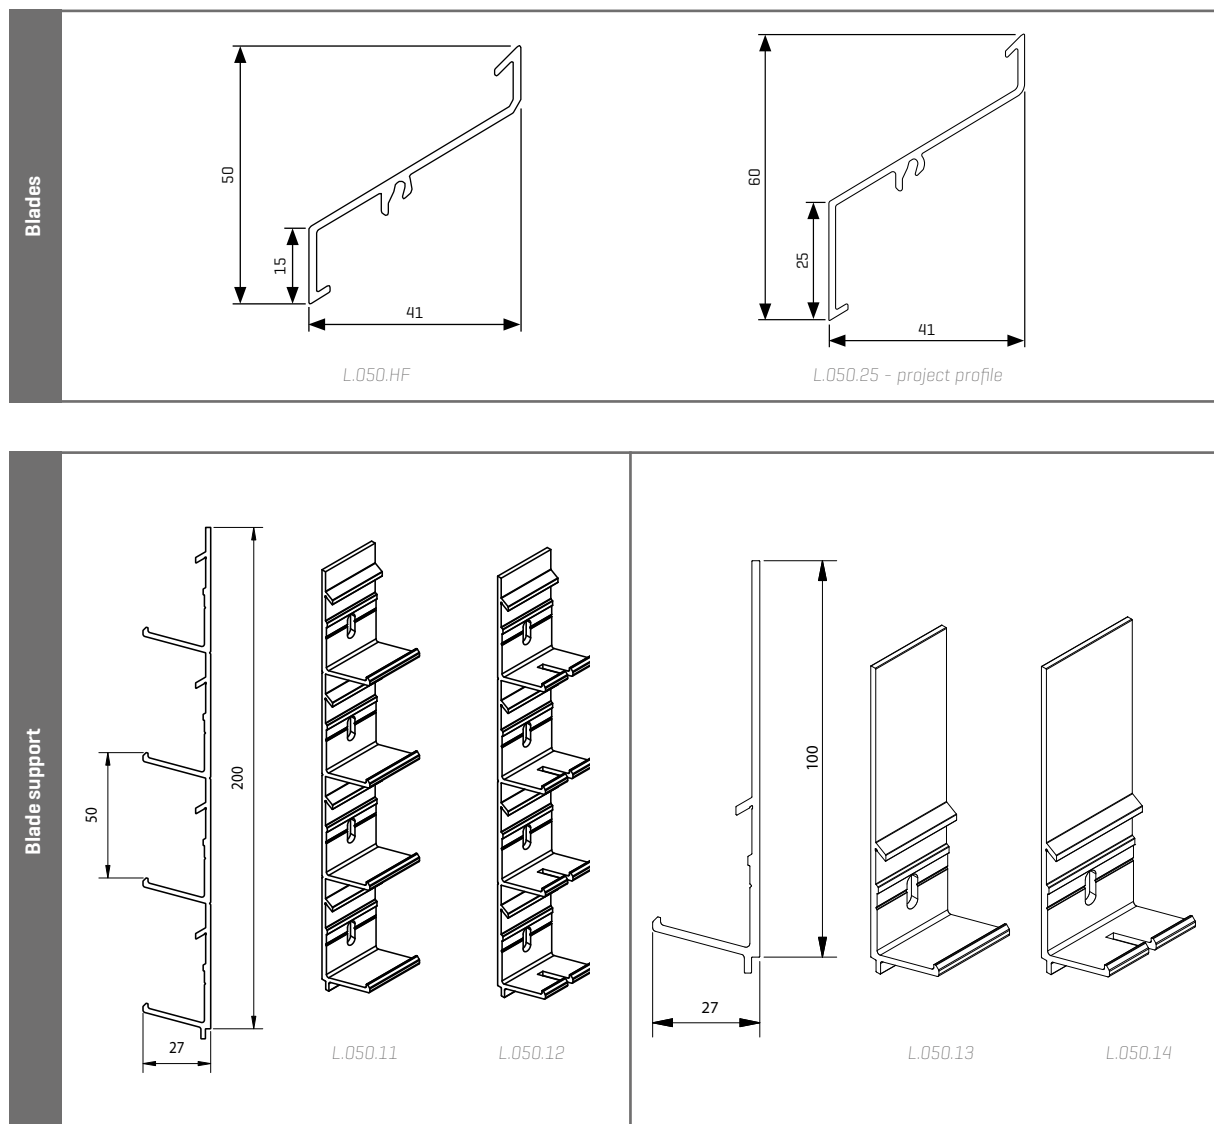 Blades
50
15
41
L.050.HF
60
25
41
L.050.25 - project profile
Blade support
200
50
27
L.050.11
L.050.12
100
27
L.050.13
L.050.14